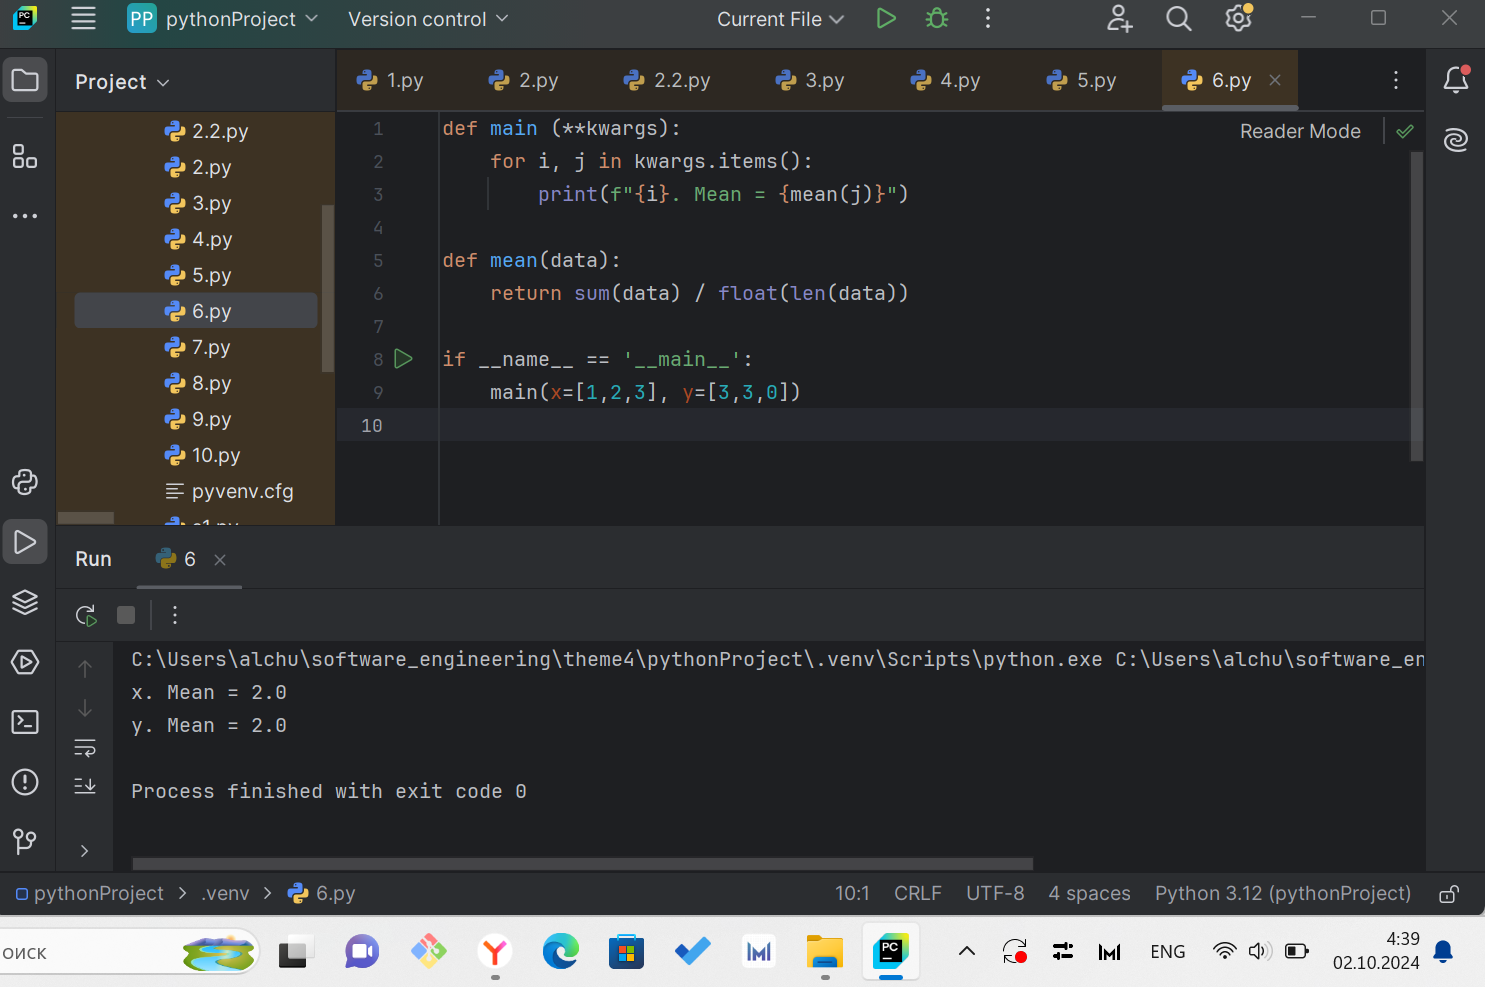 PC
PP pythonProject
Version control
Current File
Project
1.py 2.py 2.2.py 3.py 4.py 5.py 6.py
2.2.py
2.py
3.py
4.py
5.py
6.py
7.py
8.py
9.py
10.py
pyvenv.cfg
Reader Mode
1 def main (**kwargs):
2 for i, j in kwargs.items():
3 print(f"{i}. Mean = {mean(j)}")
4
5 def mean(data):
6 return sum(data) / float(len(data))
7
8 if __name__ == '__main__':
9 main(x=[1,2,3], y=[3,3,0])
10
Run 6
C:\Users\alchu\software_engineering\theme4\pythonProject\.venv\Scripts\python.exe C:\Users\alchu\software_en
x. Mean = 2.0
y. Mean = 2.0
Process finished with exit code 0
pythonProject > .venv > 6.py
10:1 CRLF UTF-8 4 spaces Python 3.12 (pythonProject)
оиск
PC
ENG
4:39
02.10.2024